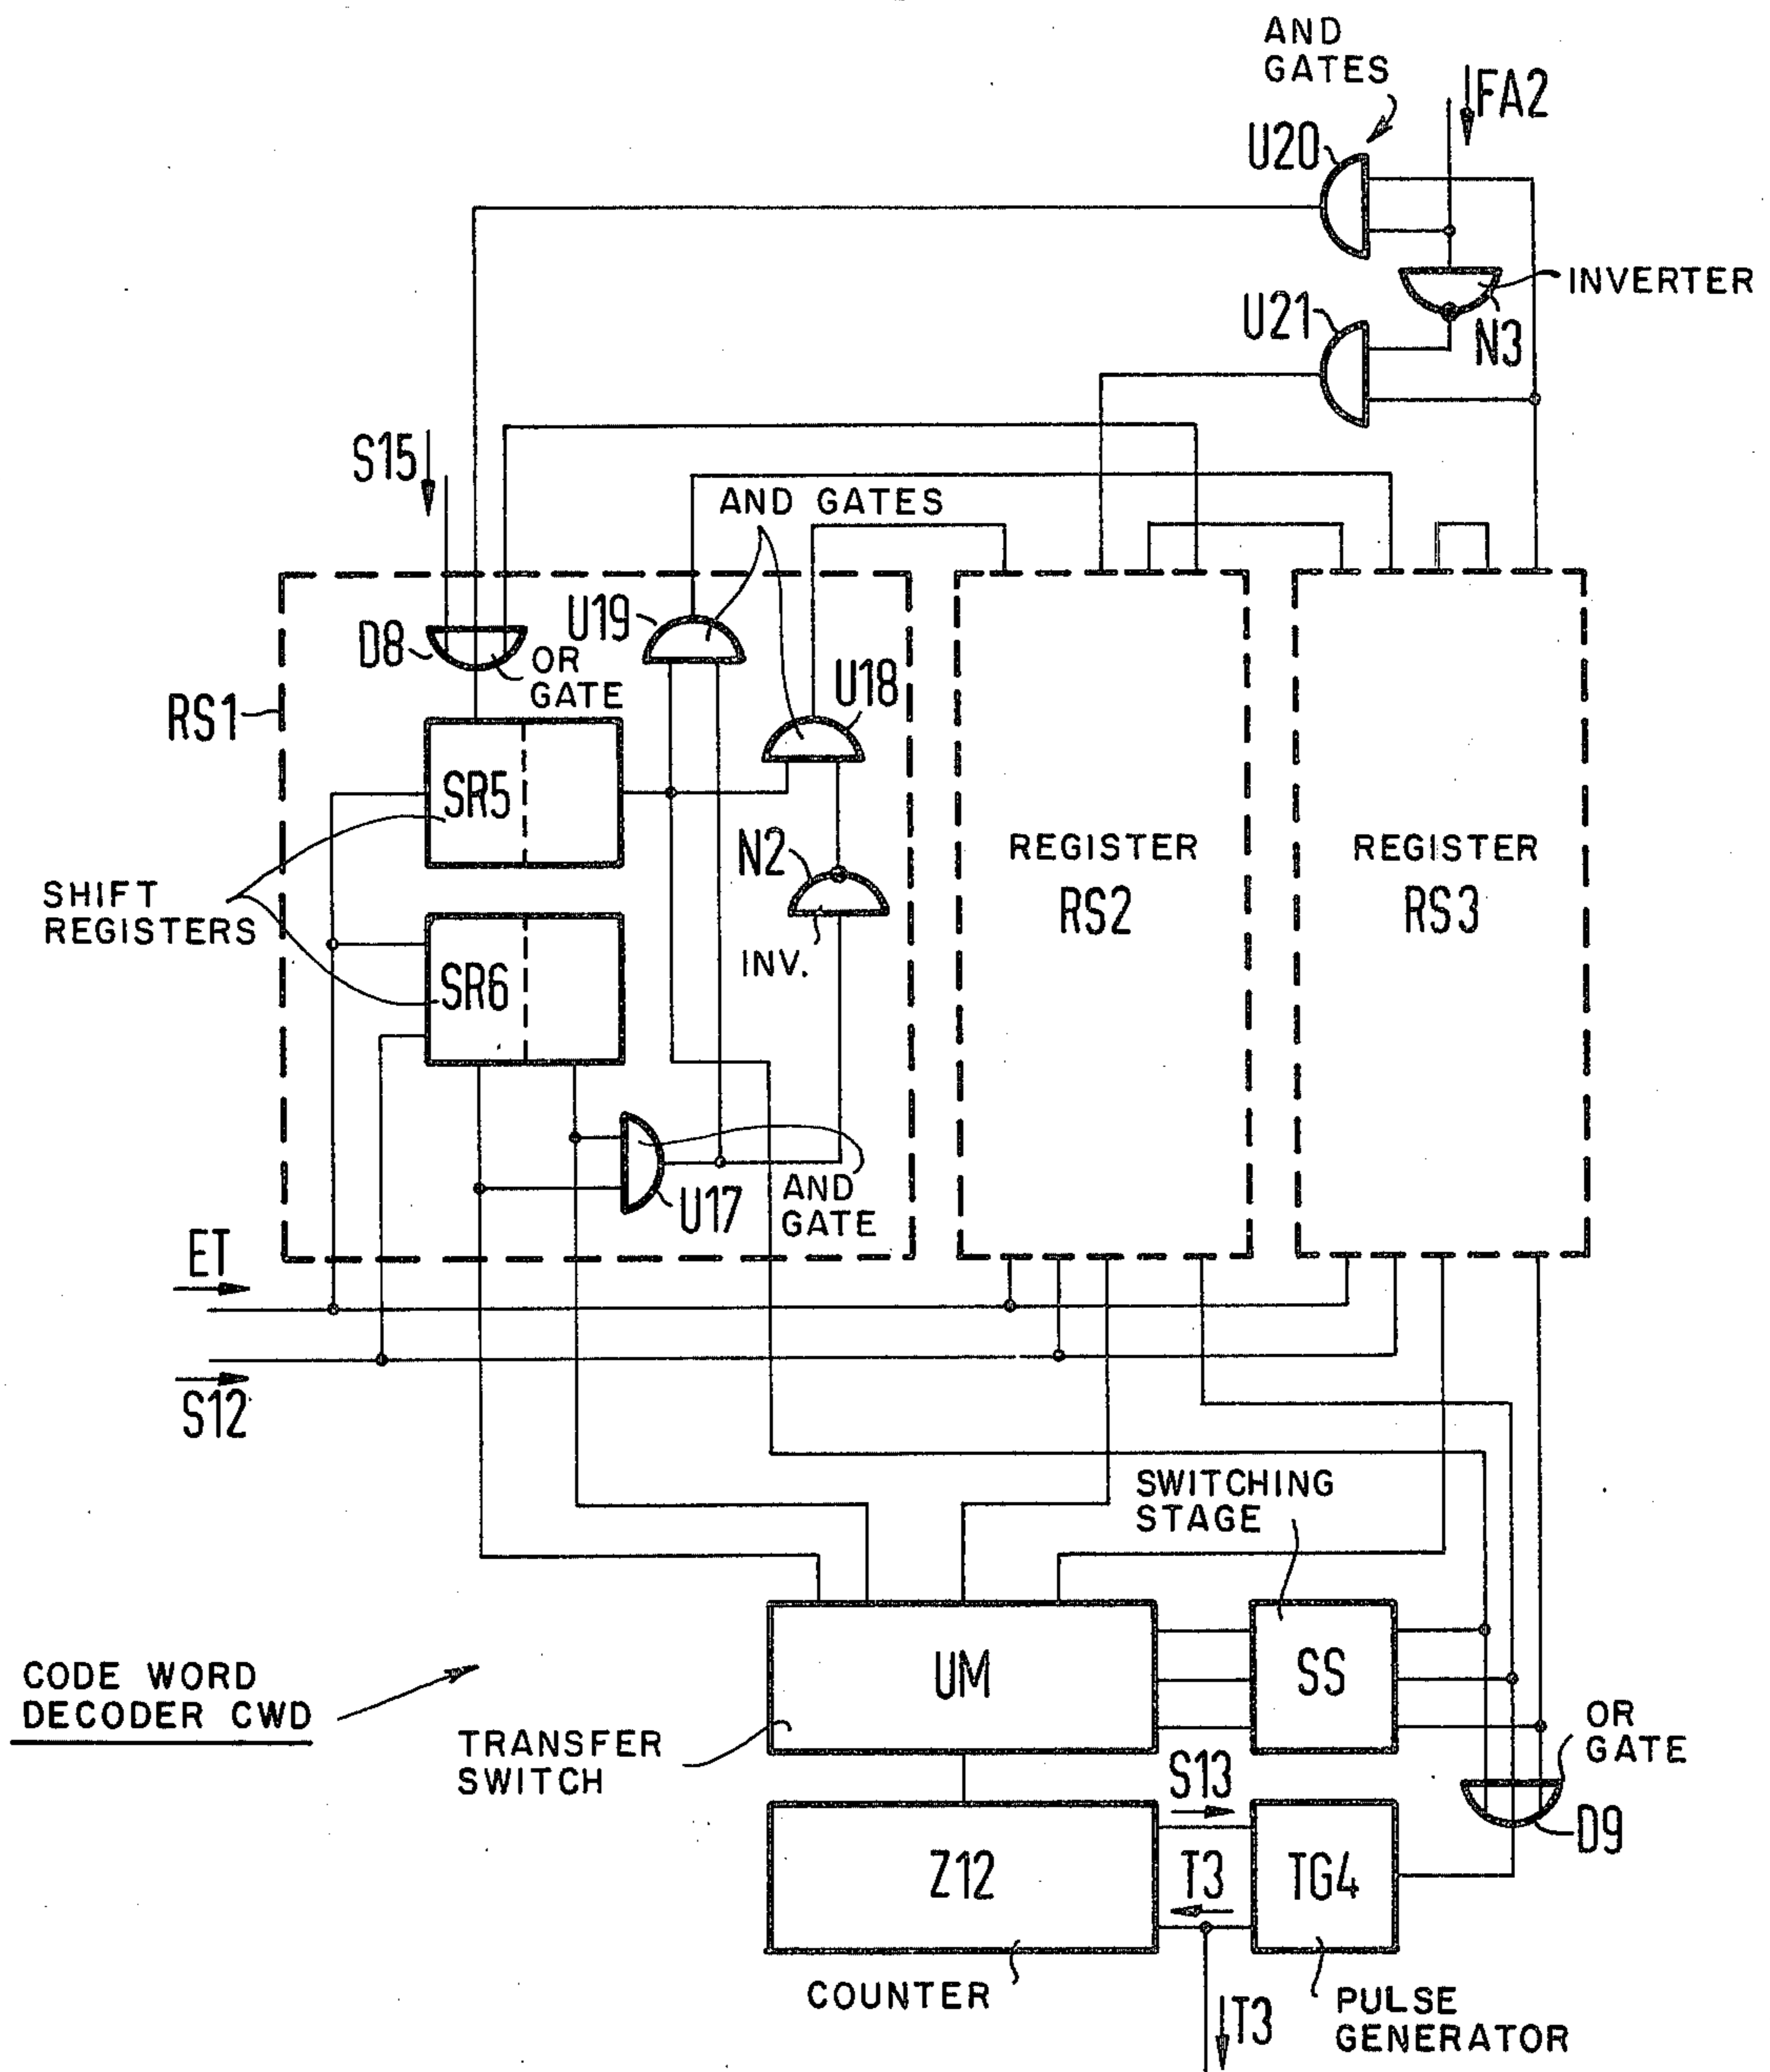 AND
GATES
FA2
U20
INVERTER
U21
N3
S15
AND GATES
U19
D8
OR
GATE
U18
RS1
SR5
N2
REGISTER
RS2
REGISTER
RS3
SHIFT
REGISTERS
SR6
INV.
U17
AND
GATE
ET
S12
SWITCHING
STAGE
UM
SS
CODE WORD
DECODER CWD
TRANSFER
SWITCH
OR
GATE
S13
D9
Z12
T3
TG4
COUNTER
T3
PULSE
GENERATOR